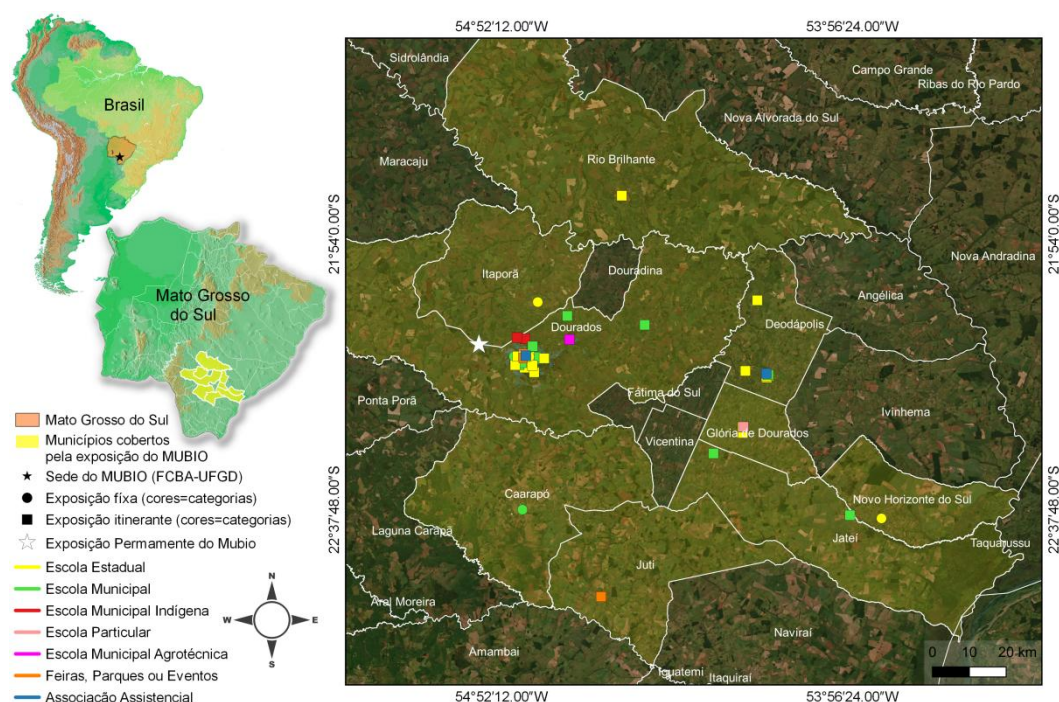 Brasil
Mato Grosso
do Sul
Mato Grosso do Sul
Municípios cobertos
pela exposição do MUBIO
Sede do MUBIO (FCBA-UFGD)
Exposição fíxa (cores=categorias)
Exposição itinerante (cores=categorias)
Exposição Permamente do Mubio
Escola Estadual
Escola Municipal
Escola Municipal Indígena
Escola Particular
Escola Municipal Agrotécnica
Feiras, Parques ou Eventos
Associação Assistencial
N
W
E
S
54°52'12.00"W
53°56'24.00"W
Sidrolândia
Campo Grande
Ribas do Rio Pardo
Nova Alvorada do Sul
Maracaju
Rio Brilhante
21°54'0.00"S
21°54'0.00"S
Nova Andradina
Itaporã
Douradina
Angélica
Dourados
Deodápolis
Fátima do Sul
Ponta Porã
Ivinhema
Vicentina
Glória de Dourados
Caarapó
Novo Horizonte do Sul
22°37'48.00"S
22°37'48.00"S
Laguna Carapã
Jateí
Taquarussu
Juti
Aral Moreira
Naviraí
Amambai
Iguatemi
Itaquiraí
0
10
20 km
54°52'12.00"W
53°56'24.00"W